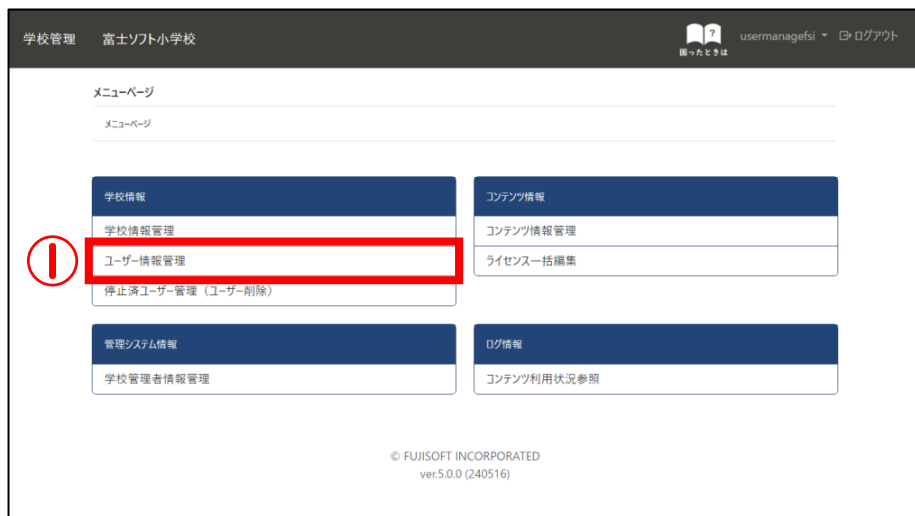 学校管理 富士ソフト小学校 ? 困ったときは usermanagefsi ログアウト
メニューページ
メニューページ
学校情報
学校情報管理
① ユーザー情報管理
停止済ユーザー管理（ユーザー削除）
コンテンツ情報
コンテンツ情報管理
ライセンス一括編集
管理システム情報
学校管理者情報管理
ログ情報
コンテンツ利用状況参照
© FUJISOFT INCORPORATED
ver.5.0.0 (240516)